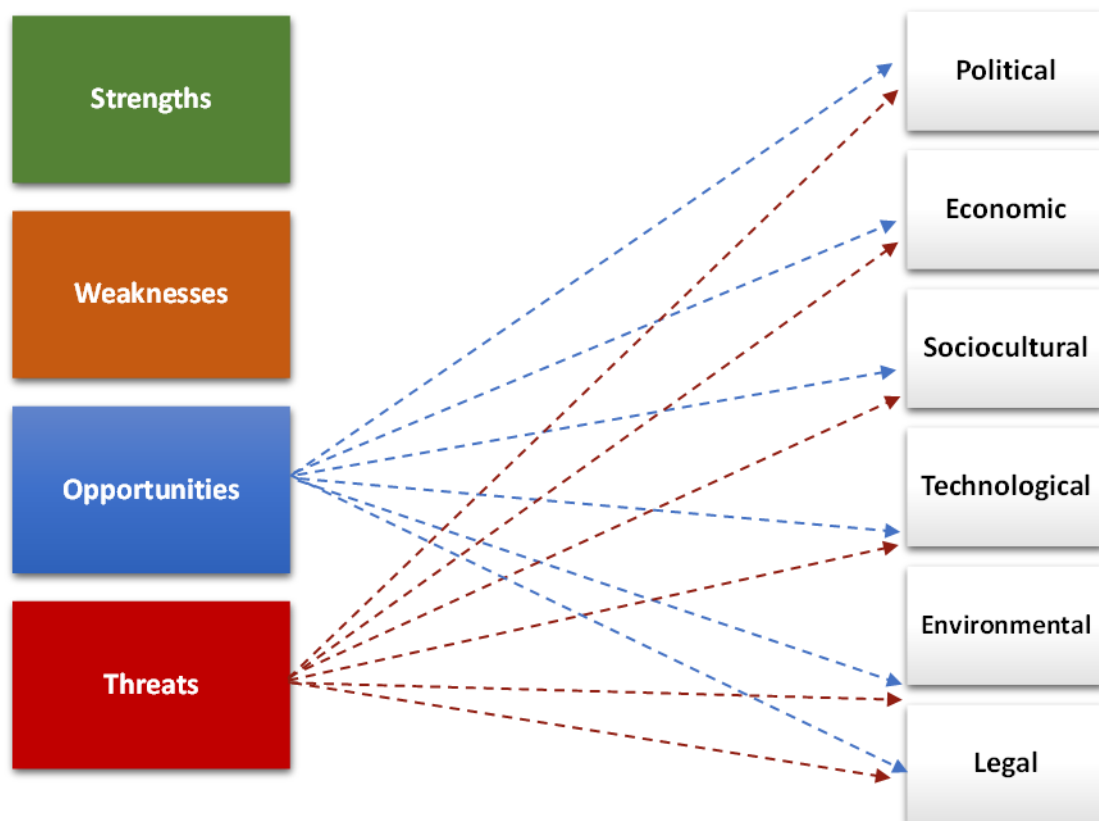 Strengths
Weaknesses
Opportunities
Threats
Political
Economic
Sociocultural
Technological
Environmental
Legal